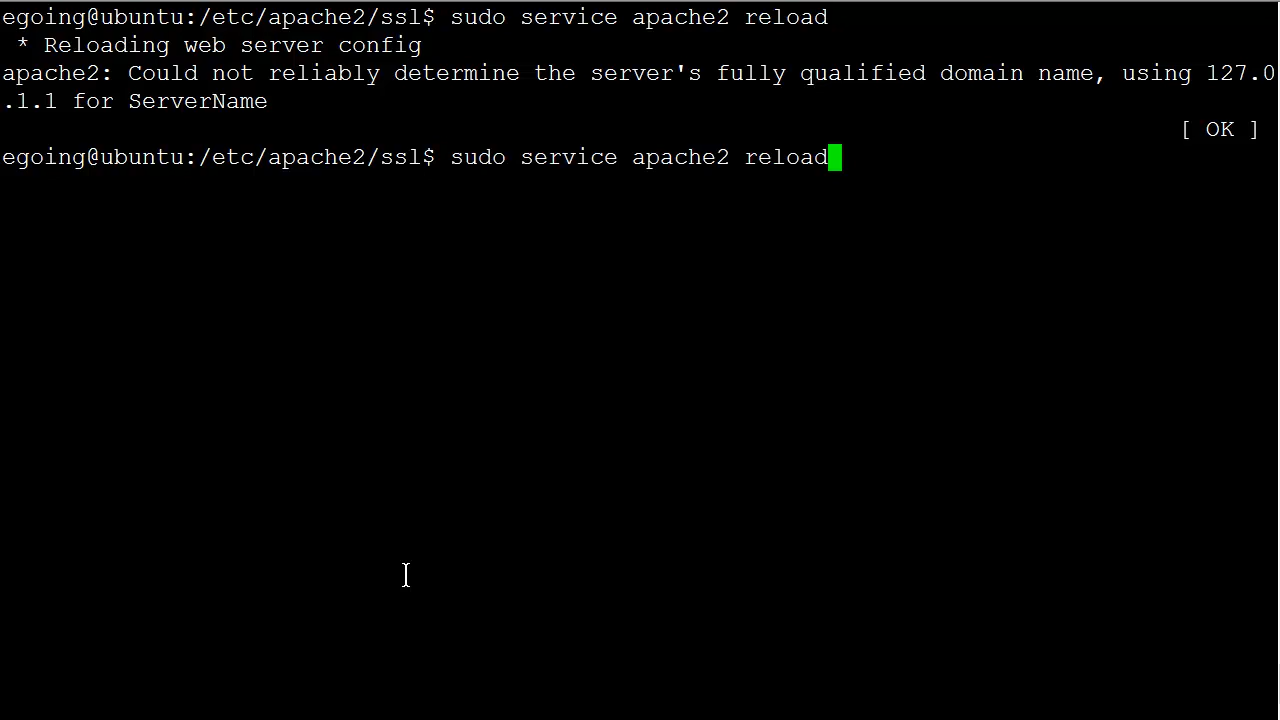 egoing@ubuntu:/etc/apache2/ssl$ sudo service apache2 reload
 * Reloading web server config
apache2: Could not reliably determine the server's fully qualified domain name, using 127.0
.1.1 for ServerName
[ OK ]
egoing@ubuntu:/etc/apache2/ssl$ sudo service apache2 reload